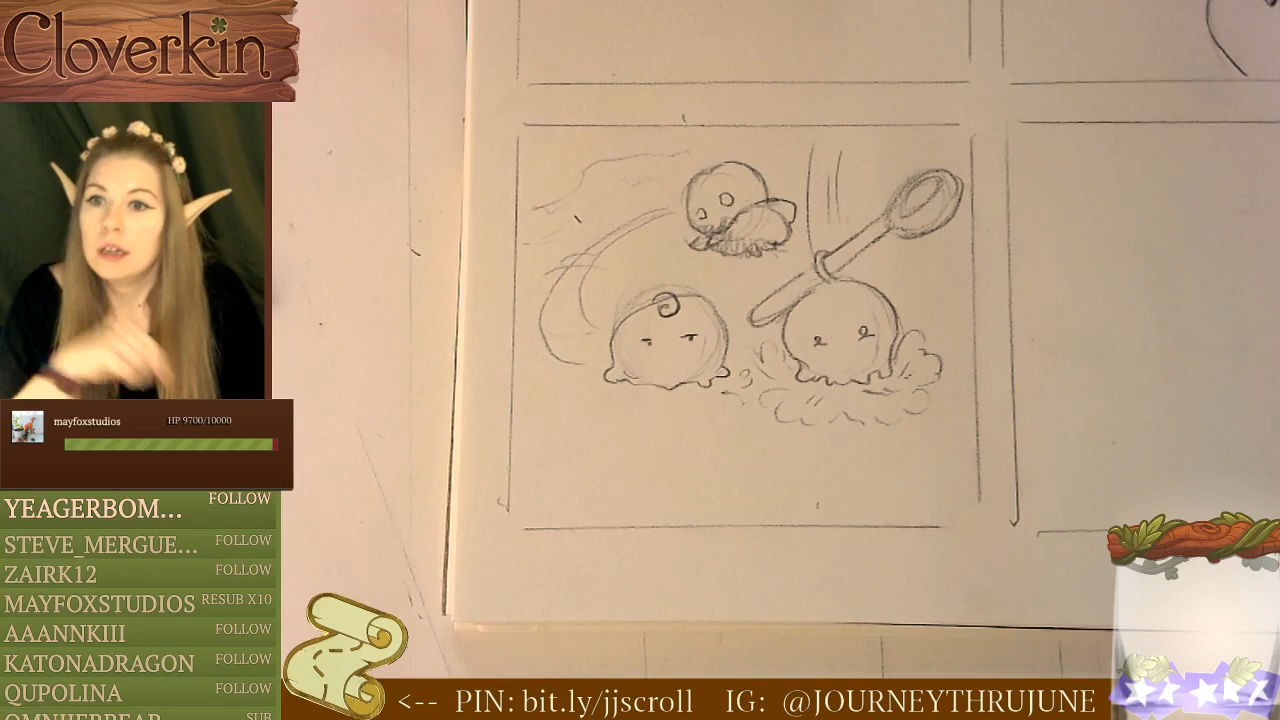 Cloverkin
mayfoxstudios HP 9700/10000
YEAGERBOM... FOLLOW
STEVE_MERGUE... FOLLOW
ZAIRK12 FOLLOW
MAYFOXSTUDIOS RESUB X10
AAANNKIII FOLLOW
KATONADRAGON FOLLOW
QUPOLINA FOLLOW
SUB
<-- PIN: bit.ly/jjscroll IG: @JOURNEYTHRUJUNE